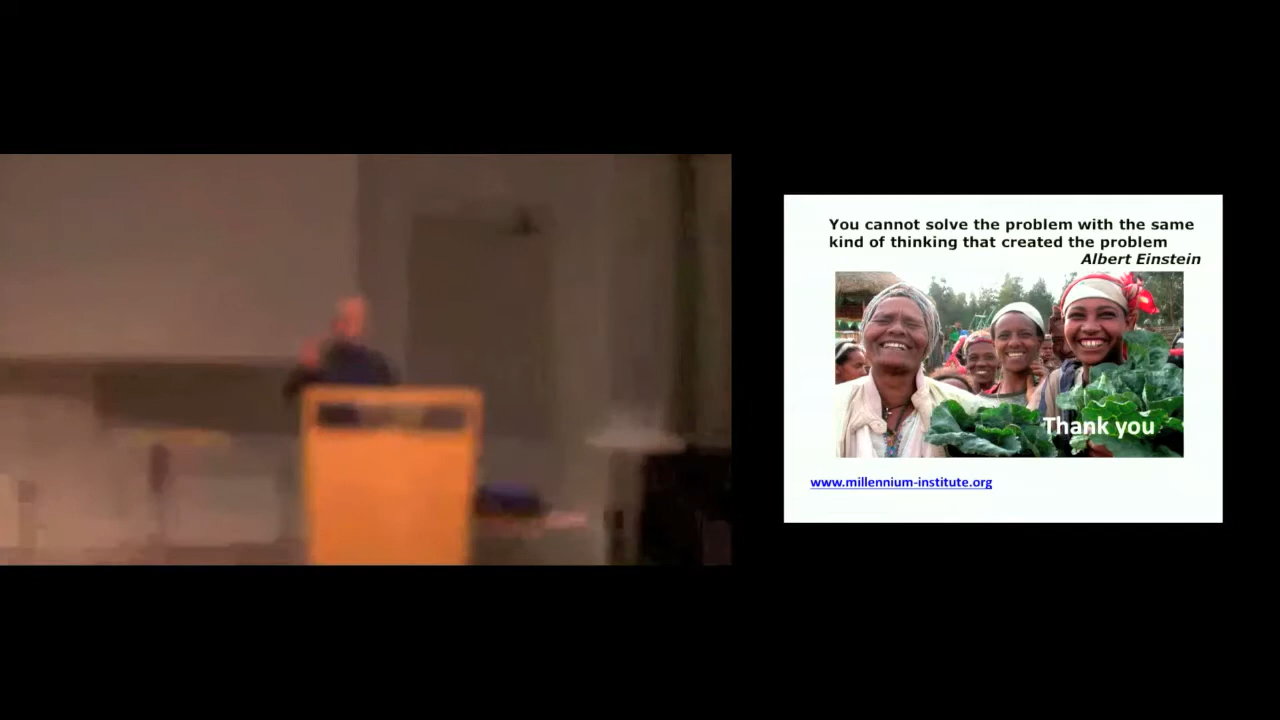 You cannot solve the problem with the same
kind of thinking that created the problem
Albert Einstein
Thank you
www.millennium-institute.org